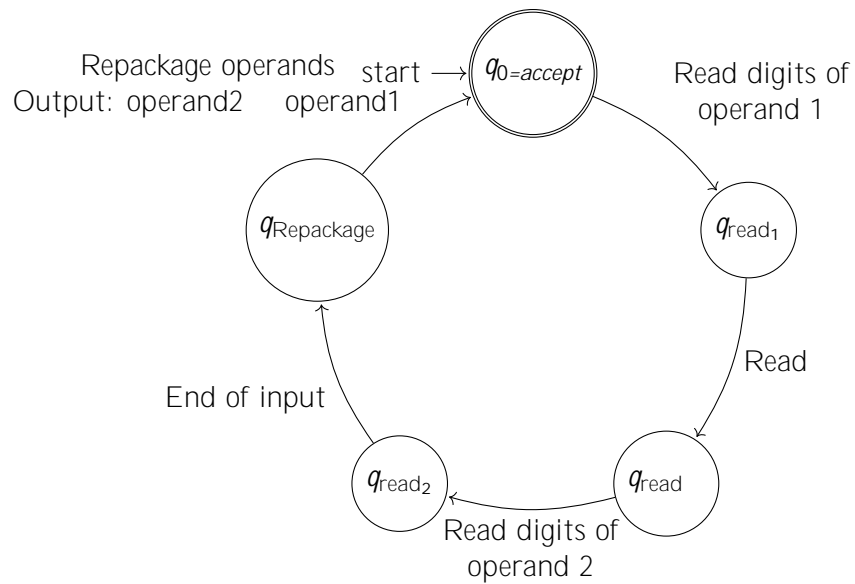 Repackage operands
Output: operand2 operand1
start
q0=accept
Read digits of
operand 1
qRepackage
qread1
Read
End of input
qread2
qread
Read digits of
operand 2